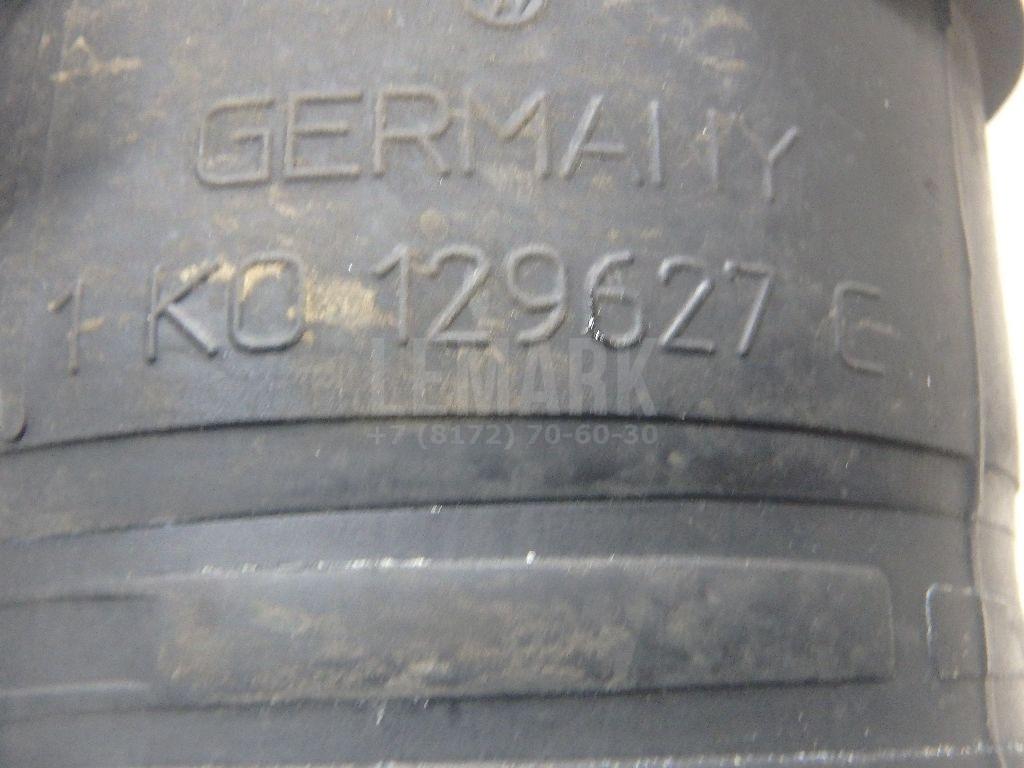 GERMANY
1K0 129627 E
LEMARK
+7 (8172) 70-60-30